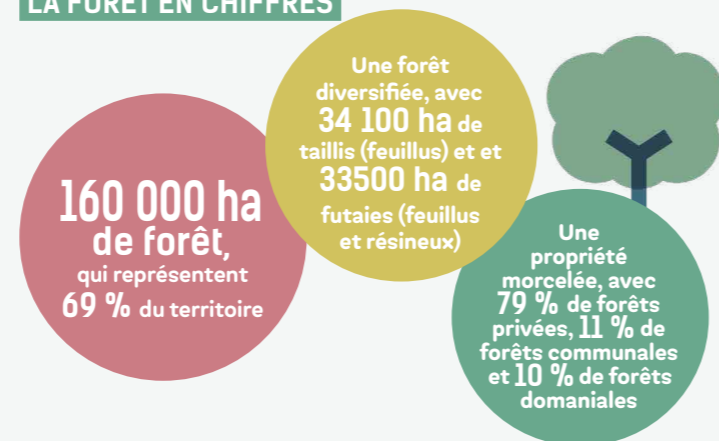 LA FORÊT EN CHIFFRES
Une forêt
diversifiée, avec
34 100 ha de
taillis (feuillus) et et
33500 ha de
futaies (feuillus
et résineux)
160 000 ha
de forêt,
qui représentent
69 % du territoire
Une
propriété
morcelée, avec
79 % de forêts
privées, 11 % de
forêts communales
et 10 % de forêts
domaniales